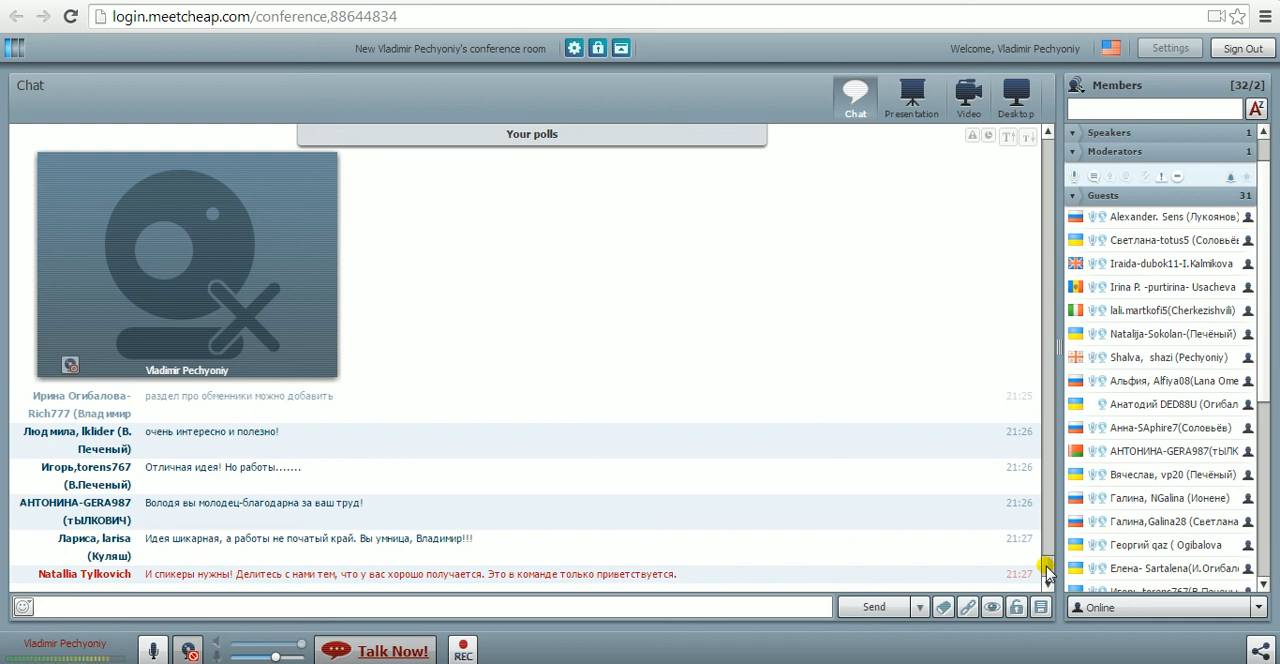 login.meetcheap.com/conference,88644834
New Vladimir Pechyoniy's conference room
Welcome, Vladimir Pechyoniy
Settings
Sign Out
Chat
Chat
Presentation
Video
Desktop
Members
[32/2]
Your polls
Speakers 1
Moderators 1
Guests 31
Alexander. Sens (Лукоянов)
Светлана-totus5 (Соловьёв
Iraida-dubok11-I.Kalmikova
Irina P. -purtirina- Usacheva
lali.martkofi5(Cherkezishvili)
Natalija-Sokolan-(Печёный)
Shalva, shazi (Pechyoniy)
Альфия, Alfiya08(Lana Ome
Анатодий DED88U (Огибал
Анна-SAphire7(Соловьёв)
АНТОНИНА-GERA987(тЫЛК
Вячеслав, vp20 (Печёный)
Галина, NGalina (Ионене)
Галина,Galina28 (Светлана
Георгий qaz ( Ogibalova
Елена- Sartalena(И.Огибал
Игорь,torens767(В.Печены
Vladimir Pechyoniy
Ирина Огибалова- раздел про обменники можно добавить 21:25
Rich777 (Владимир
Людмила, lklider (В. очень интересно и полезно! 21:26
Печеный)
Игорь,torens767 Отличная идея! Но работы....... 21:26
(В.Печеный)
АНТОНИНА-GERA987 Володя вы молодец-благодарна за ваш труд! 21:26
(тЫЛКОВИЧ)
Лариса, larisa Идея шикарная, а работы не початый край. Вы умница, Владимир!!! 21:27
(Куляш)
Natallia Tylkovich И спикеры нужны! Делитесь с нами тем, что у вас хорошо получается. Это в команде только приветствуется. 21:27
Send
Online
Vladimir Pechyoniy
Talk Now!
REC